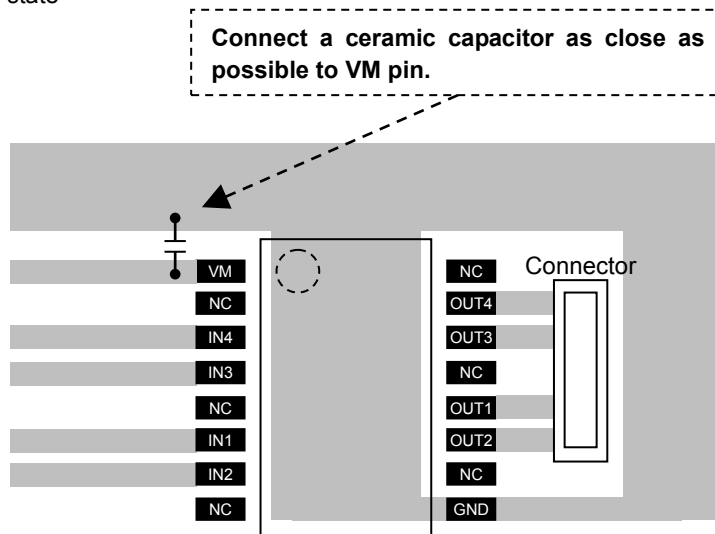 state
Connect a ceramic capacitor as close as
possible to VM pin.
Connector
VM
NC
IN4
IN3
NC
IN1
IN2
NC
NC
OUT4
OUT3
NC
OUT1
OUT2
NC
GND